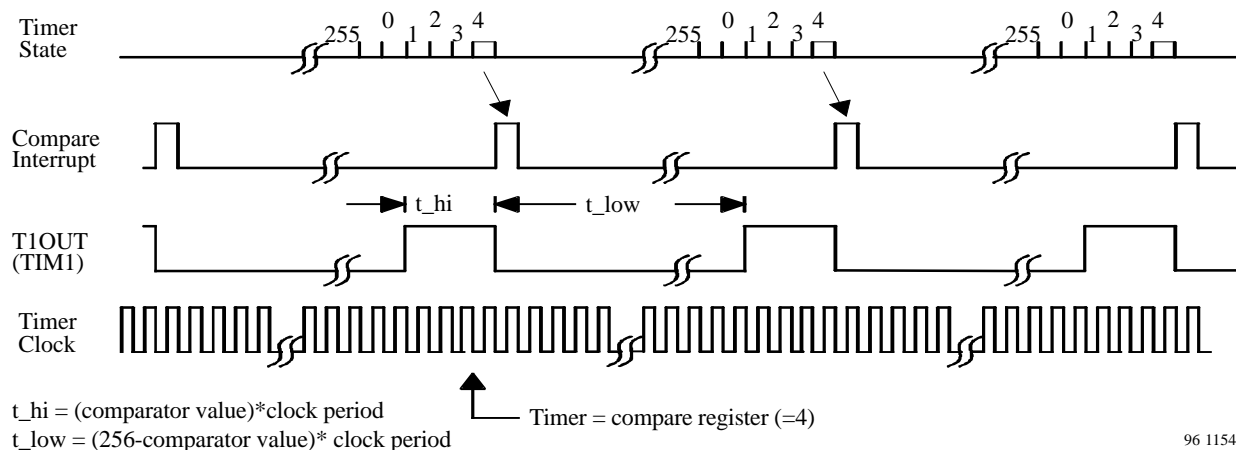 Timer
State
255 0 1 2 3 4
255 0 1 2 3 4
255 0 1 2 3 4
Compare
Interrupt
t_hi
t_low
T1OUT
(TIM1)
Timer
Clock
t_hi = (comparator value)*clock period
t_low = (256-comparator value)* clock period
Timer = compare register (=4)
96 1154